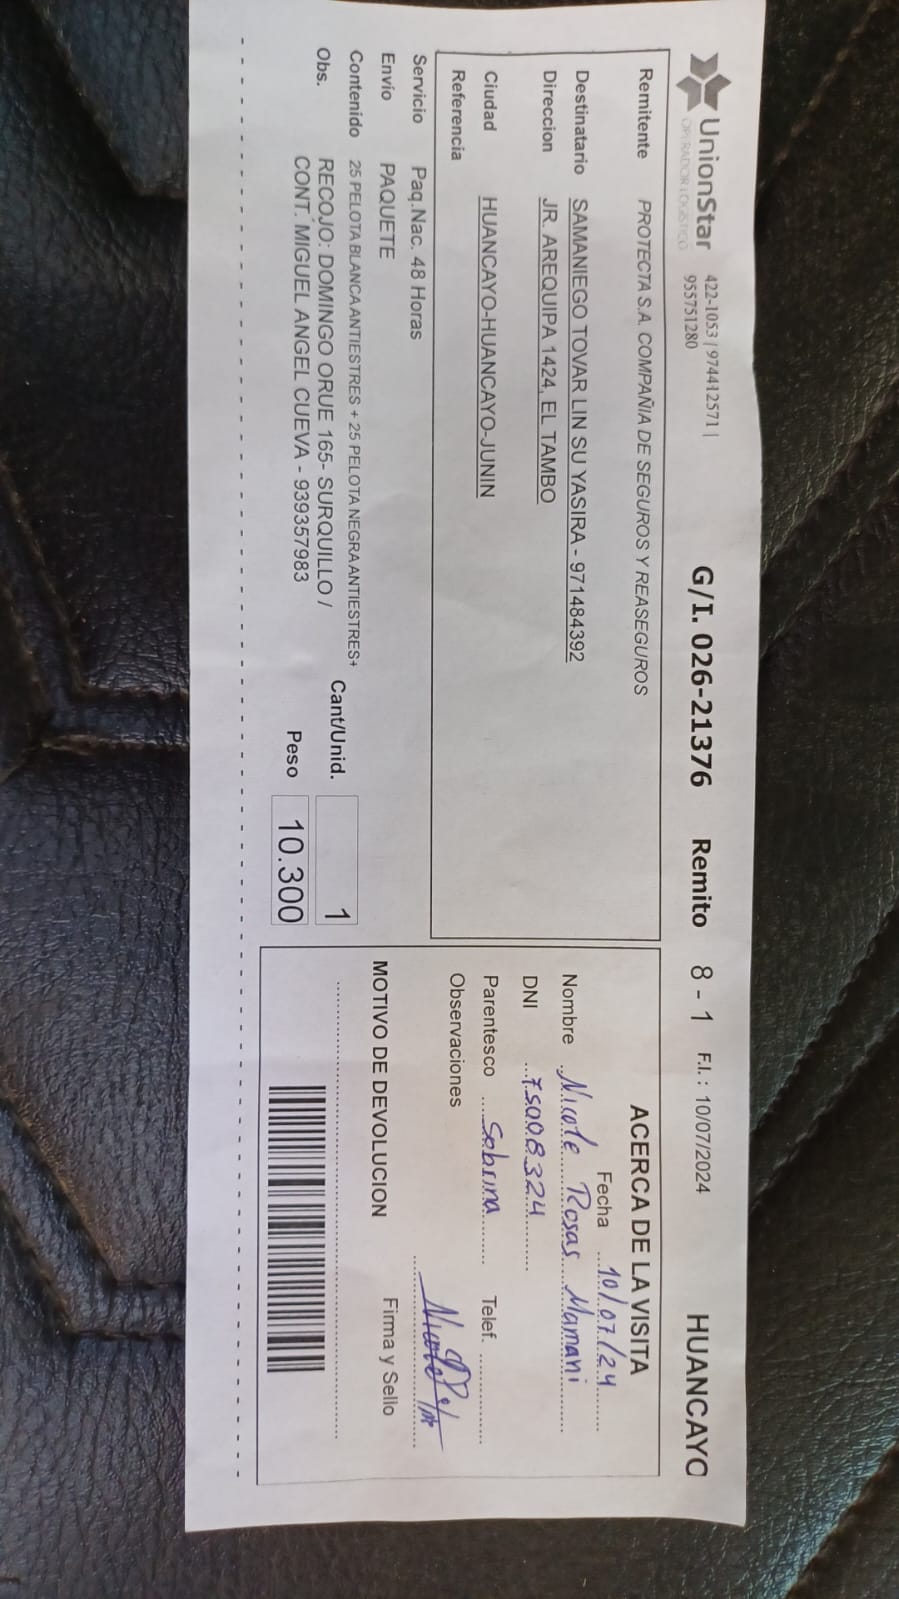 UnionStar
OPERADOR LOGISTICO
422-1053 | 974412571 |
955751280
G/I. 026-21376 Remito 8 - 1 F.I. : 10/07/2024 HUANCAYO
Remitente PROTECTA S.A. COMPAÑIA DE SEGUROS Y REASEGUROS
Destinatario SAMANIEGO TOVAR LIN SU YASIRA - 971484392
Direccion JR. AREQUIPA 1424, EL TAMBO
Ciudad HUANCAYO-HUANCAYO-JUNIN
Referencia
Servicio Paq.Nac. 48 Horas
Envío PAQUETE
Contenido 25 PELOTA BLANCA ANTIESTRES + 25 PELOTA NEGRA ANTIESTRES+
Obs. RECOJO: DOMINGO ORUE 165- SURQUILLO /
CONT. MIGUEL ANGEL CUEVA - 939357983
Cant/Unid. 1
Peso 10.300
ACERCA DE LA VISITA
Fecha 10/07/24
Nombre Nicole Rosas Mamani
DNI 75008324
Parentesco Sobrina Telef.
Observaciones
MOTIVO DE DEVOLUCION Firma y Sello